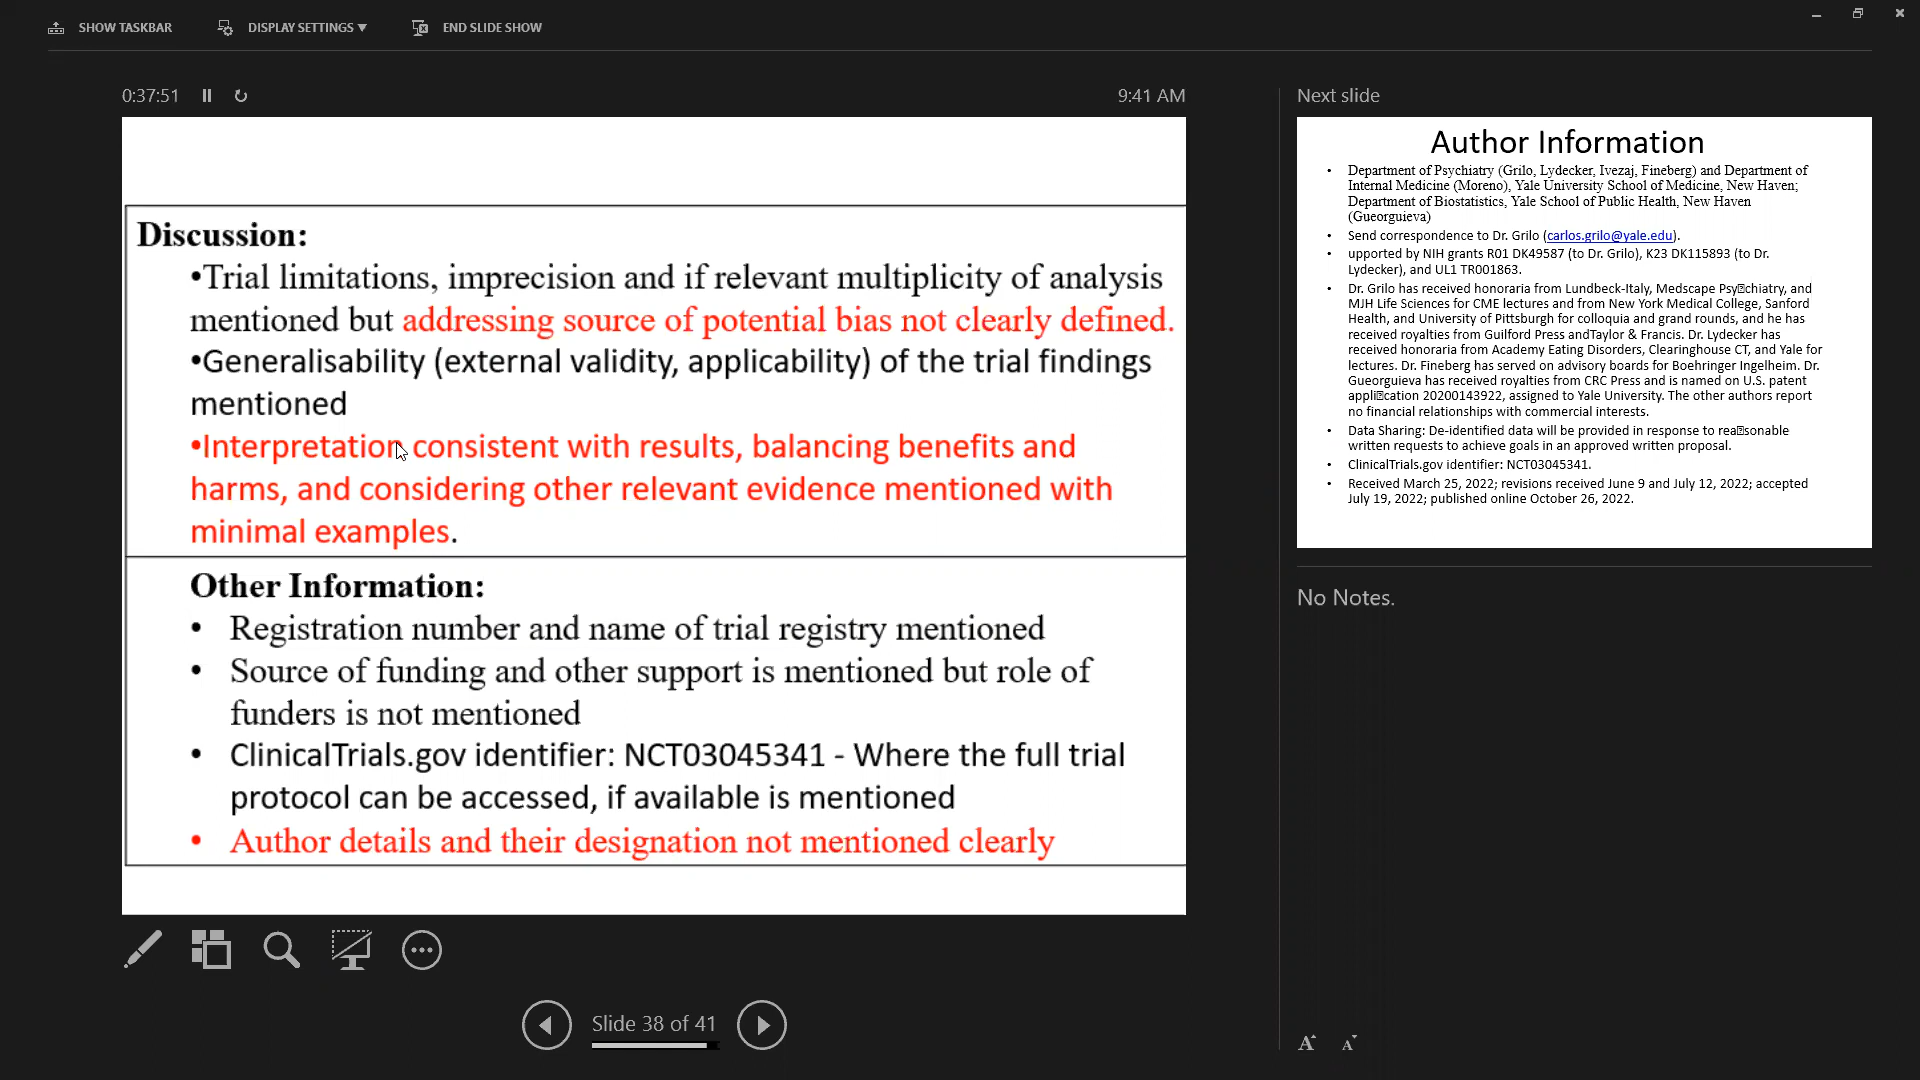 SHOW TASKBAR
DISPLAY SETTINGS ▾
END SLIDE SHOW
0:37:51
9:41 AM
Discussion:
•Trial limitations, imprecision and if relevant multiplicity of analysis
mentioned but addressing source of potential bias not clearly defined.
•Generalisability (external validity, applicability) of the trial findings
mentioned
•Interpretation consistent with results, balancing benefits and
harms, and considering other relevant evidence mentioned with
minimal examples.
Other Information:
• Registration number and name of trial registry mentioned
• Source of funding and other support is mentioned but role of
funders is not mentioned
• ClinicalTrials.gov identifier: NCT03045341 - Where the full trial
protocol can be accessed, if available is mentioned
• Author details and their designation not mentioned clearly
Slide 38 of 41
Next slide
Author Information
• Department of Psychiatry (Grilo, Lydecker, Ivezaj, Fineberg) and Department of
Internal Medicine (Moreno), Yale University School of Medicine, New Haven;
Department of Biostatistics, Yale School of Public Health, New Haven
(Gueorguieva)
• Send correspondence to Dr. Grilo (carlos.grilo@yale.edu).
• upported by NIH grants R01 DK49587 (to Dr. Grilo), K23 DK115893 (to Dr.
Lydecker), and UL1 TR001863.
• Dr. Grilo has received honoraria from Lundbeck-Italy, Medscape Psy⍰chiatry, and
MJH Life Sciences for CME lectures and from New York Medical College, Sanford
Health, and University of Pittsburgh for colloquia and grand rounds, and he has
received royalties from Guilford Press andTaylor & Francis. Dr. Lydecker has
received honoraria from Academy Eating Disorders, Clearinghouse CT, and Yale for
lectures. Dr. Fineberg has served on advisory boards for Boehringer Ingelheim. Dr.
Gueorguieva has received royalties from CRC Press and is named on U.S. patent
appli⍰cation 20200143922, assigned to Yale University. The other authors report
no financial relationships with commercial interests.
• Data Sharing: De-identified data will be provided in response to rea⍰sonable
written requests to achieve goals in an approved written proposal.
• ClinicalTrials.gov identifier: NCT03045341.
• Received March 25, 2022; revisions received June 9 and July 12, 2022; accepted
July 19, 2022; published online October 26, 2022.
No Notes.
A A